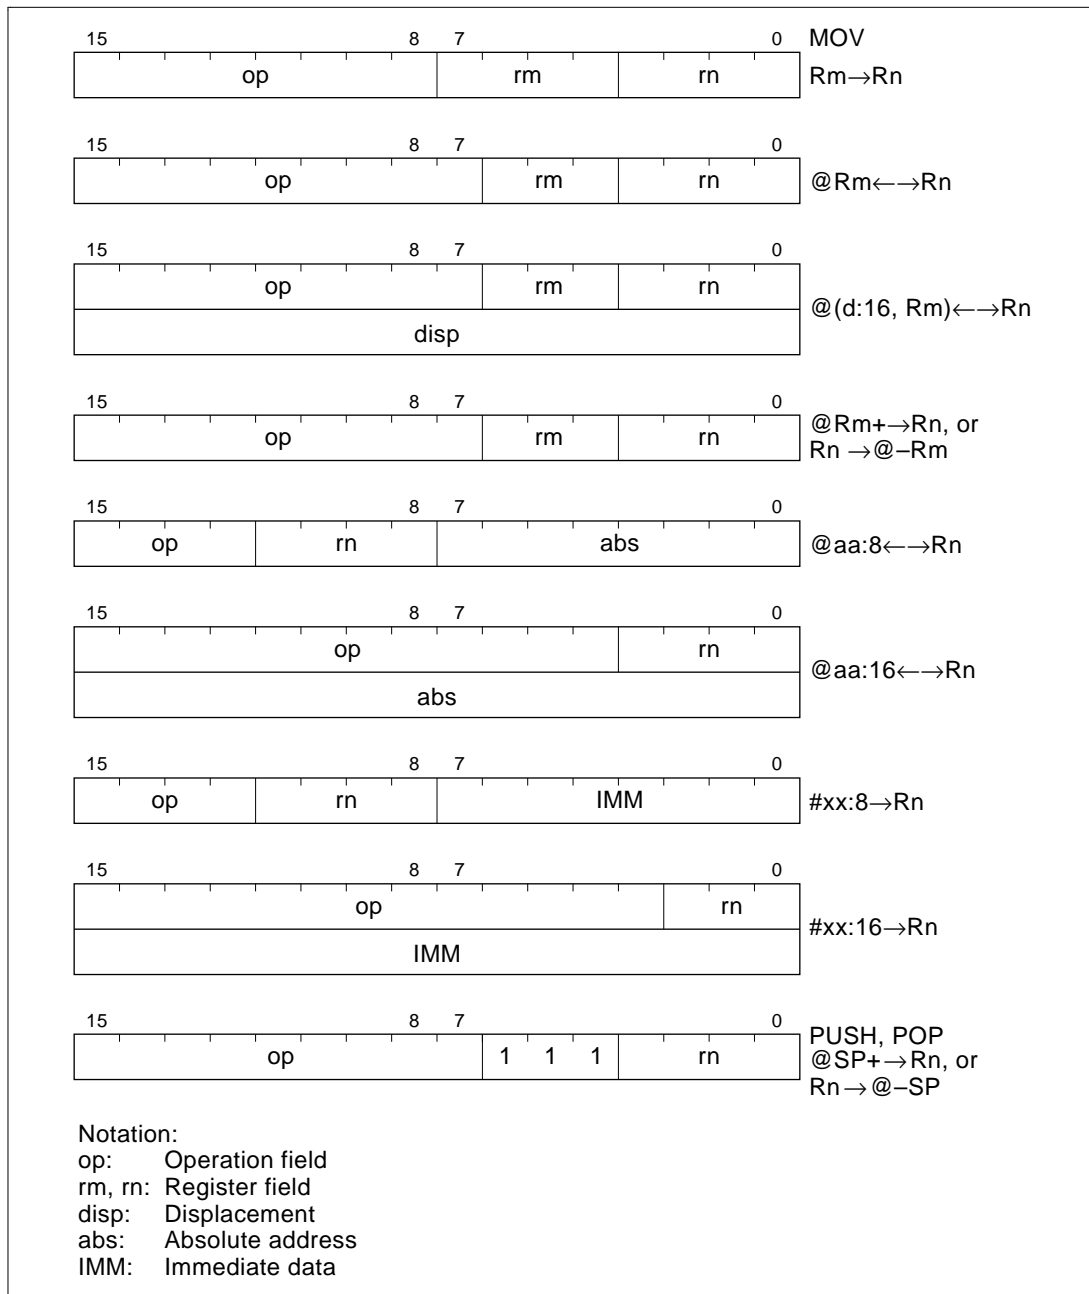 15 8 7 0 MOV
op rm rn Rm→Rn
15 8 7 0
op rm rn @Rm←→Rn
15 8 7 0
op rm rn
@(d:16, Rm)←→Rn
disp
15 8 7 0
@Rm+→Rn, or
op rm rn
Rn →@–Rm
15 8 7 0
op rn abs @aa:8←→Rn
15 8 7 0
op rn
@aa:16←→Rn
abs
15 8 7 0
op rn IMM #xx:8→Rn
15 8 7 0
op rn
#xx:16→Rn
IMM
15 8 7 0
PUSH, POP
op 1 1 1 rn @SP+→Rn, or
Rn→@–SP
Notation:
op: Operation field
rm, rn: Register field
disp: Displacement
abs: Absolute address
IMM: Immediate data